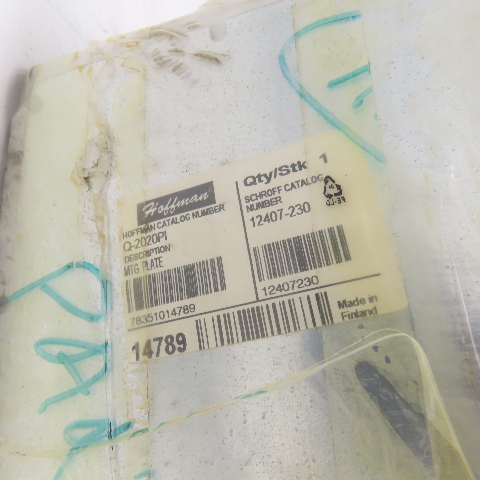 Hoffman
HOFFMAN CATALOG NUMBER
Q-2020PI
DESCRIPTION
MTG. PLATE
78351014789
14789
Qty/Stk 1
SCHROFF CATALOG
NUMBER
12407-230
12407230
Made in
Finland